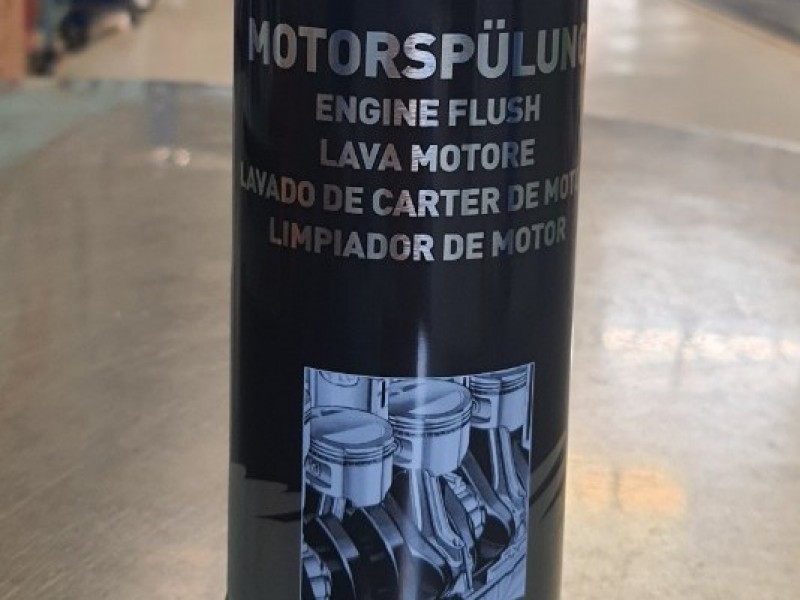 MOTORSPÜLUNG
ENGINE FLUSH
LAVA MOTORE
LAVADO DE CARTER DE
LIMPIADOR DE MOTOR